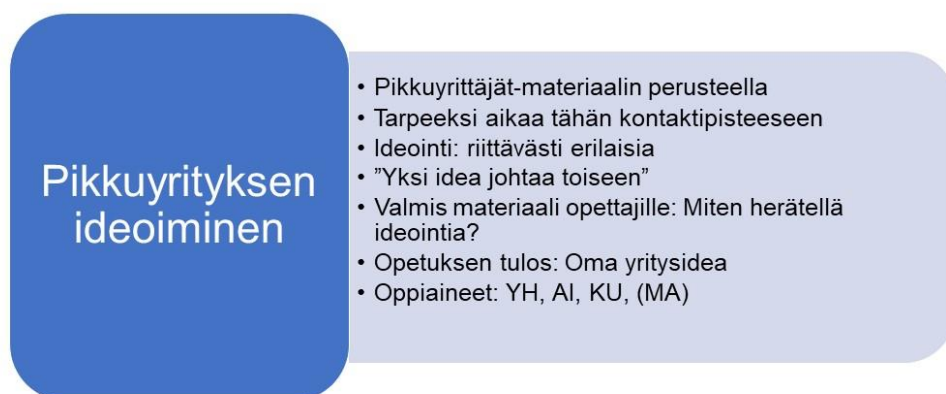 Pikkuyrityksen
ideoiminen
• Pikkuyrittäjät-materiaalin perusteella
• Tarpeeksi aikaa tähän kontaktipisteeseen
• Ideointi: riittävästi erilaisia
• ”Yksi idea johtaa toiseen”
• Valmis materiaali opettajille: Miten herätellä
ideointia?
• Opetuksen tulos: Oma yritysidea
• Oppiaineet: YH, AI, KU, (MA)